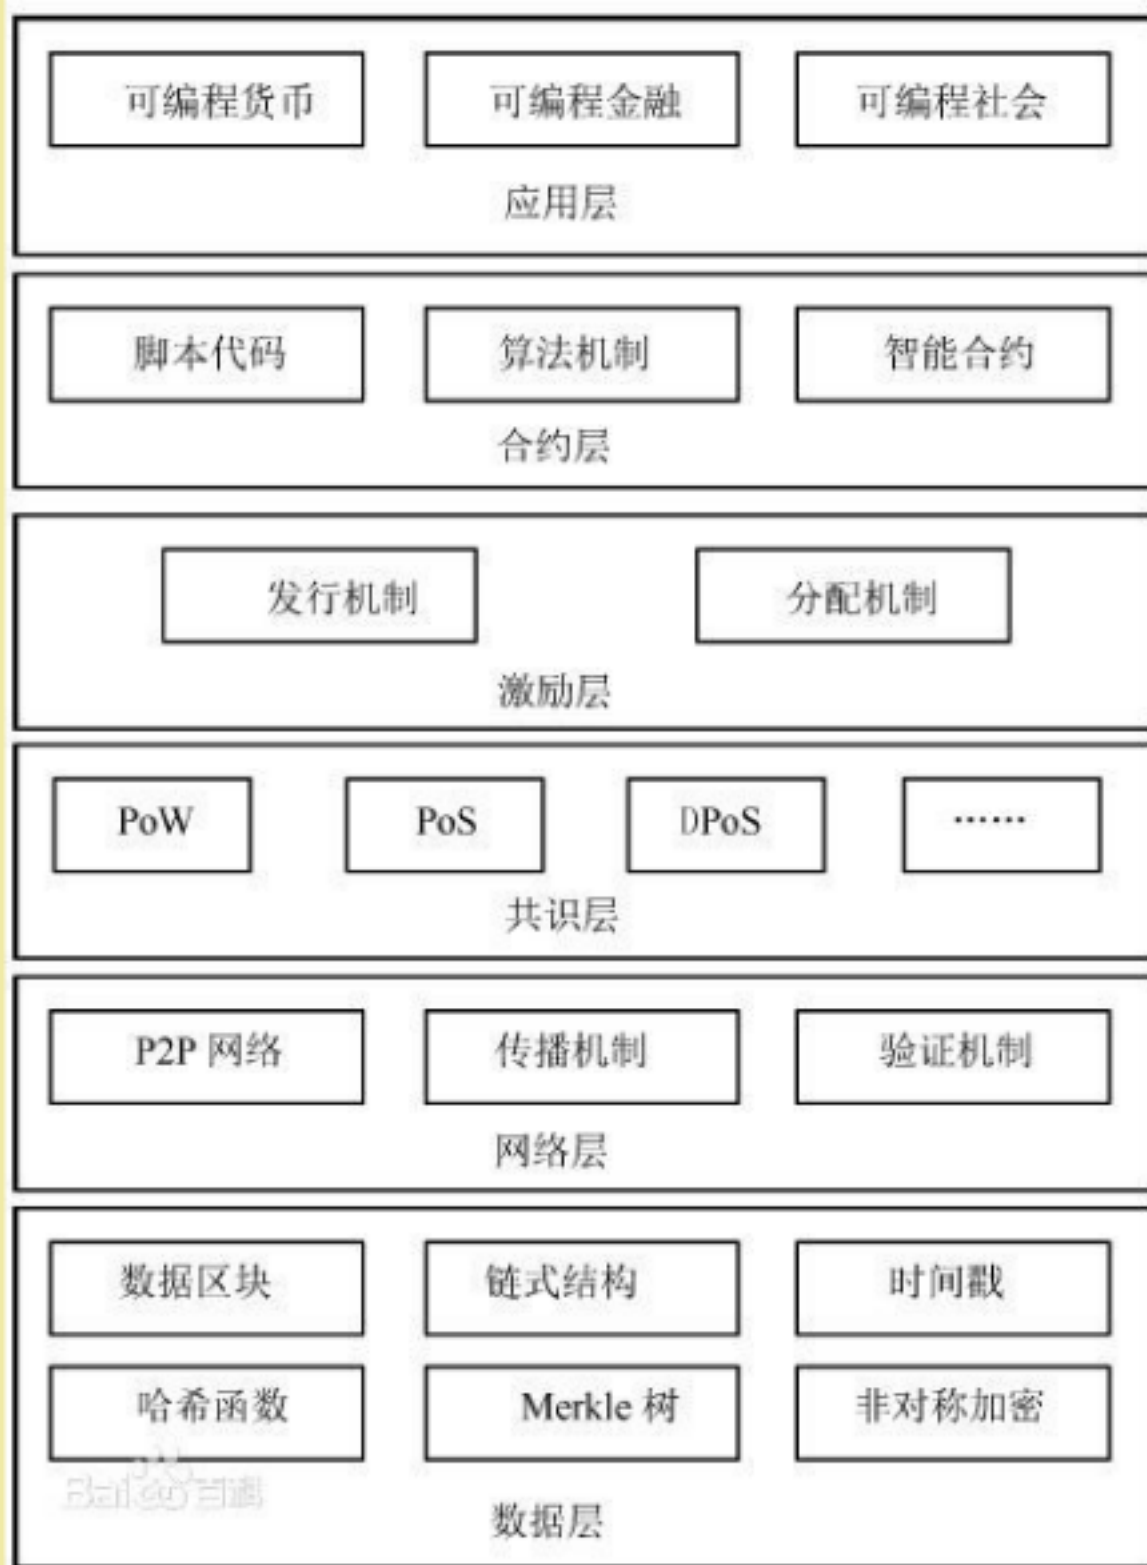 可编程货币 可编程金融 可编程社会
应用层
脚本代码 算法机制 智能合约
合约层
发行机制 分配机制
激励层
PoW PoS DPoS ······
共识层
P2P 网络 传播机制 验证机制
网络层
数据区块 链式结构 时间戳
哈希函数 Merkle 树 非对称加密
Bai 百科
数据层